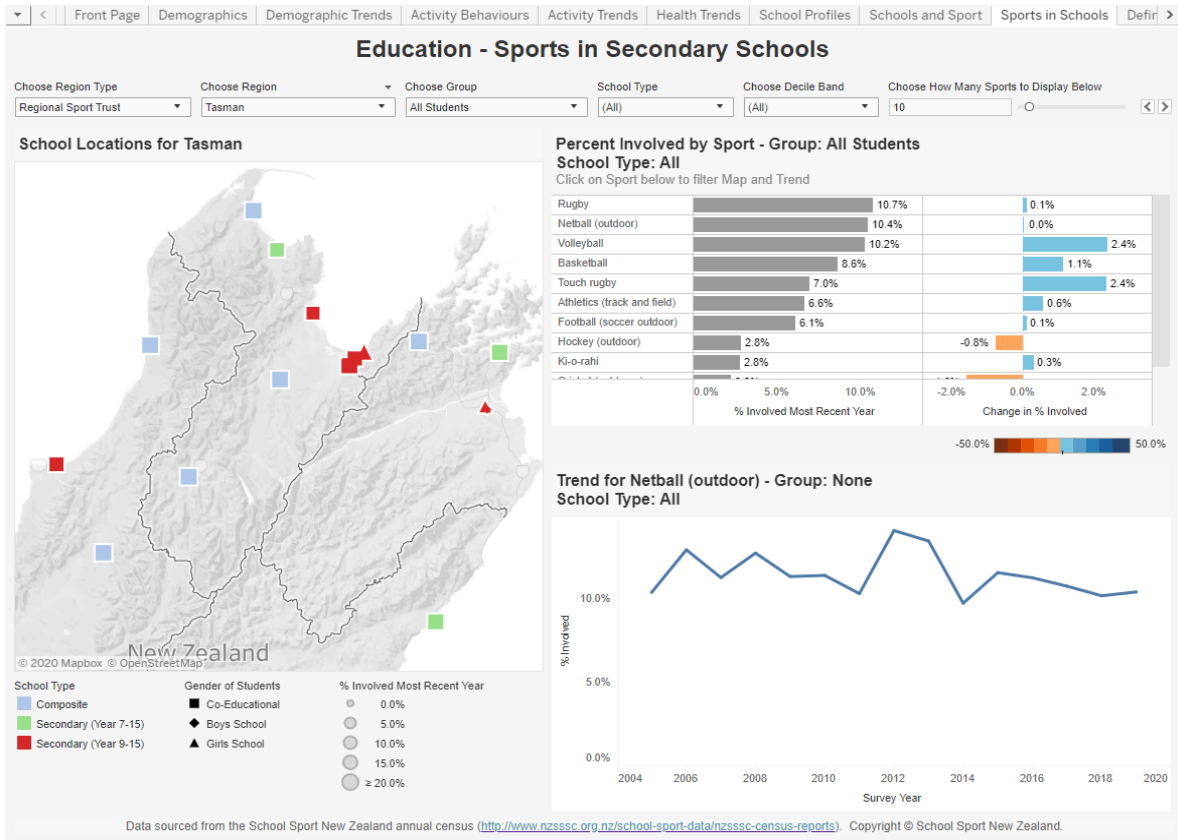 Front Page
Demographics
Demographic Trends
Activity Behaviours
Activity Trends
Health Trends
School Profiles
Schools and Sport
Sports in Schools
Education - Sports in Secondary Schools
Choose Region Type
Choose Region
Choose Group
School Type
Choose Decile Band
Choose How Many Sports to Display Below
Regional Sport Trust
Tasman
All Students
(All)
(All)
10
School Locations for Tasman
New Zealand
© 2020 Mapbox © OpenStreetMap
School Type
Composite
Secondary (Year 7-15)
Secondary (Year 9-15)
Gender of Students
Co-Educational
Boys School
Girls School
% Involved Most Recent Year
0.0%
5.0%
10.0%
15.0%
≥ 20.0%
Percent Involved by Sport - Group: All Students
School Type: All
Click on Sport below to filter Map and Trend
Rugby 10.7% 0.1%
Netball (outdoor) 10.4% 0.0%
Volleyball 10.2% 2.4%
Basketball 8.6% 1.1%
Touch rugby 7.0% 2.4%
Athletics (track and field) 6.6% 0.6%
Football (soccer outdoor) 6.1% 0.1%
Hockey (outdoor) 2.8% -0.8%
Ki-o-rahi 2.8% 0.3%
0.0% 5.0% 10.0% -2.0% 0.0% 2.0%
% Involved Most Recent Year Change in % Involved
-50.0% 50.0%
Trend for Netball (outdoor) - Group: None
School Type: All
10.0%
5.0%
0.0%
% Involved
2004 2006 2008 2010 2012 2014 2016 2018 2020
Survey Year
Data sourced from the School Sport New Zealand annual census (http://www.nzsssc.org.nz/school-sport-data/nzsssc-census-reports). Copyright © School Sport New Zealand.